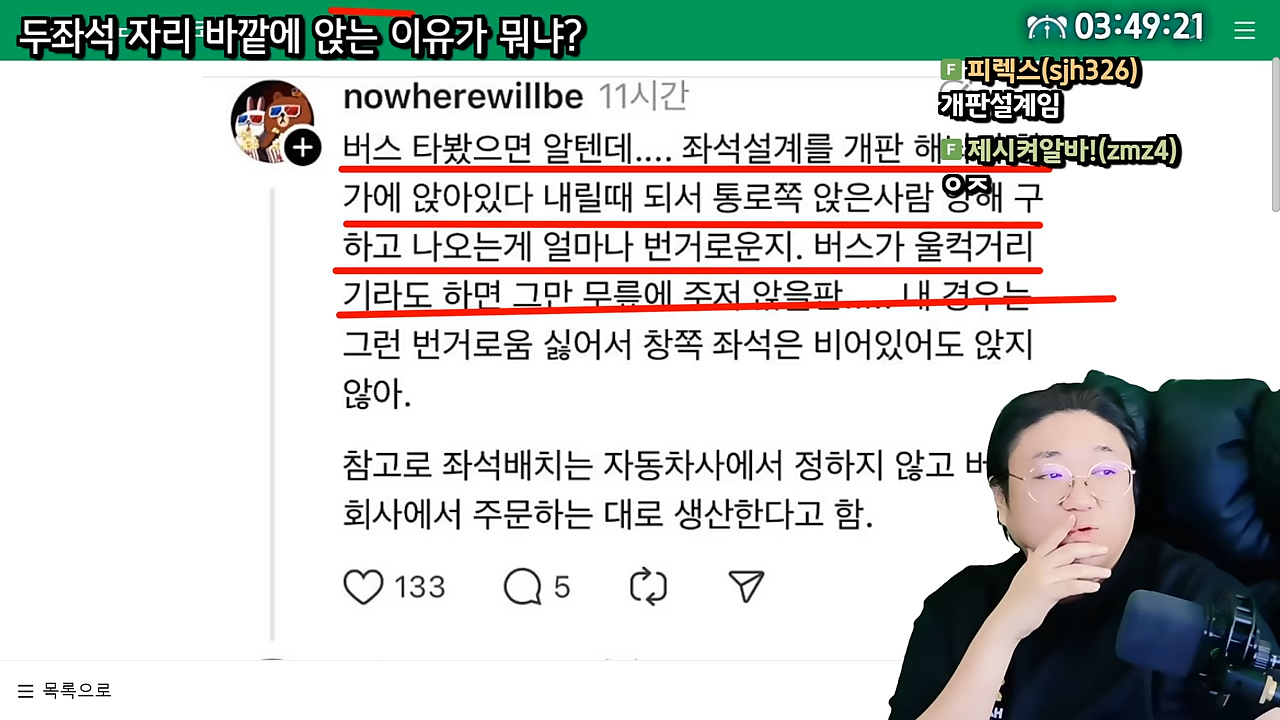 두좌석 자리 바깥에 앉는 이유가 뭐냐?
03:49:21
F 피렉스(sjh326)
개판설계임
F 제시켜알바!(zmz4)
ㅇㅈ
nowherewillbe 11시간
버스 타봤으면 알텐데.... 좌석설계를 개판 해
가에 앉아있다 내릴때 되서 통로쪽 앉은사람 양해 구
하고 나오는게 얼마나 번거로운지. 버스가 울컥거리
기라도 하면 그만 무릎에 주저 앉을판.... 내 경우는
그런 번거로움 싫어서 창쪽 좌석은 비어있어도 앉지
않아.
참고로 좌석배치는 자동차사에서 정하지 않고
회사에서 주문하는 대로 생산한다고 함.
133 5
목록으로